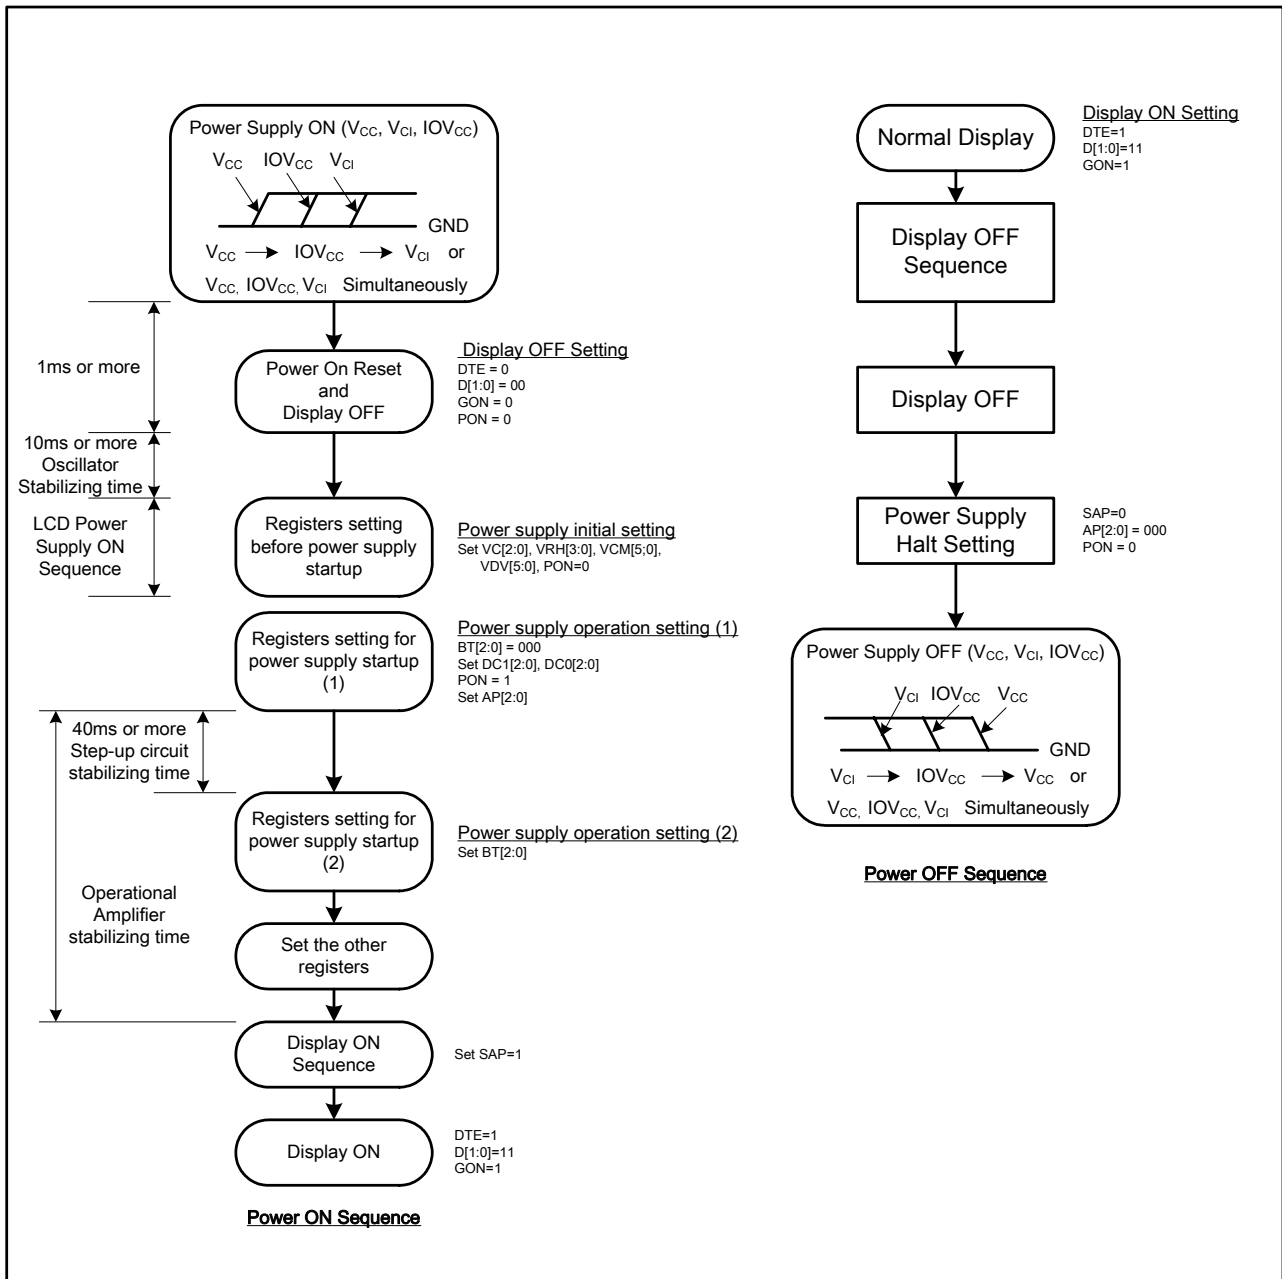 Power Supply ON (VCC, VCI, IOVCC)
VCC IOVCC VCI
GND
VCC IOVCC VCI or
VCC, IOVCC, VCI Simultaneously
1ms or more
Power On Reset
and
Display OFF
Display OFF Setting
DTE = 0
D[1:0] = 00
GON = 0
PON = 0
10ms or more
Oscillator
Stabilizing time
LCD Power
Supply ON
Sequence
Registers setting
before power supply
startup
Power supply initial setting
Set VC[2:0], VRH[3:0], VCM[5;0],
VDV[5:0], PON=0
Registers setting for
power supply startup
(1)
Power supply operation setting (1)
BT[2:0] = 000
Set DC1[2:0], DC0[2:0]
PON = 1
Set AP[2:0]
40ms or more
Step-up circuit
stabilizing time
Registers setting for
power supply startup
(2)
Power supply operation setting (2)
Set BT[2:0]
Operational
Amplifier
stabilizing time
Set the other
registers
Display ON
Sequence
Set SAP=1
Display ON
DTE=1
D[1:0]=11
GON=1
Power ON Sequence
Normal Display
Display ON Setting
DTE=1
D[1:0]=11
GON=1
Display OFF
Sequence
Display OFF
Power Supply
Halt Setting
SAP=0
AP[2:0] = 000
PON = 0
Power Supply OFF (VCC, VCI, IOVCC)
VCI IOVCC VCC
GND
VCI IOVCC VCC or
VCC, IOVCC, VCI Simultaneously
Power OFF Sequence